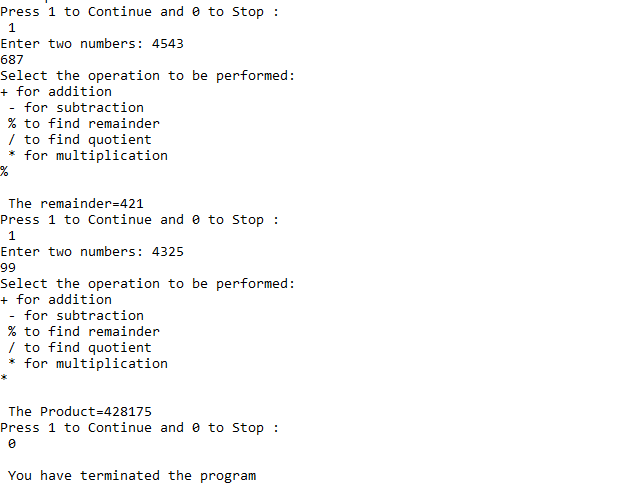 Press 1 to Continue and 0 to Stop :
 1
Enter two numbers: 4543
687
Select the operation to be performed:
+ for addition
 - for subtraction
 % to find remainder
 / to find quotient
 * for multiplication
%
 The remainder=421
Press 1 to Continue and 0 to Stop :
 1
Enter two numbers: 4325
99
Select the operation to be performed:
+ for addition
 - for subtraction
 % to find remainder
 / to find quotient
 * for multiplication
*
 The Product=428175
Press 1 to Continue and 0 to Stop :
 0
 You have terminated the program